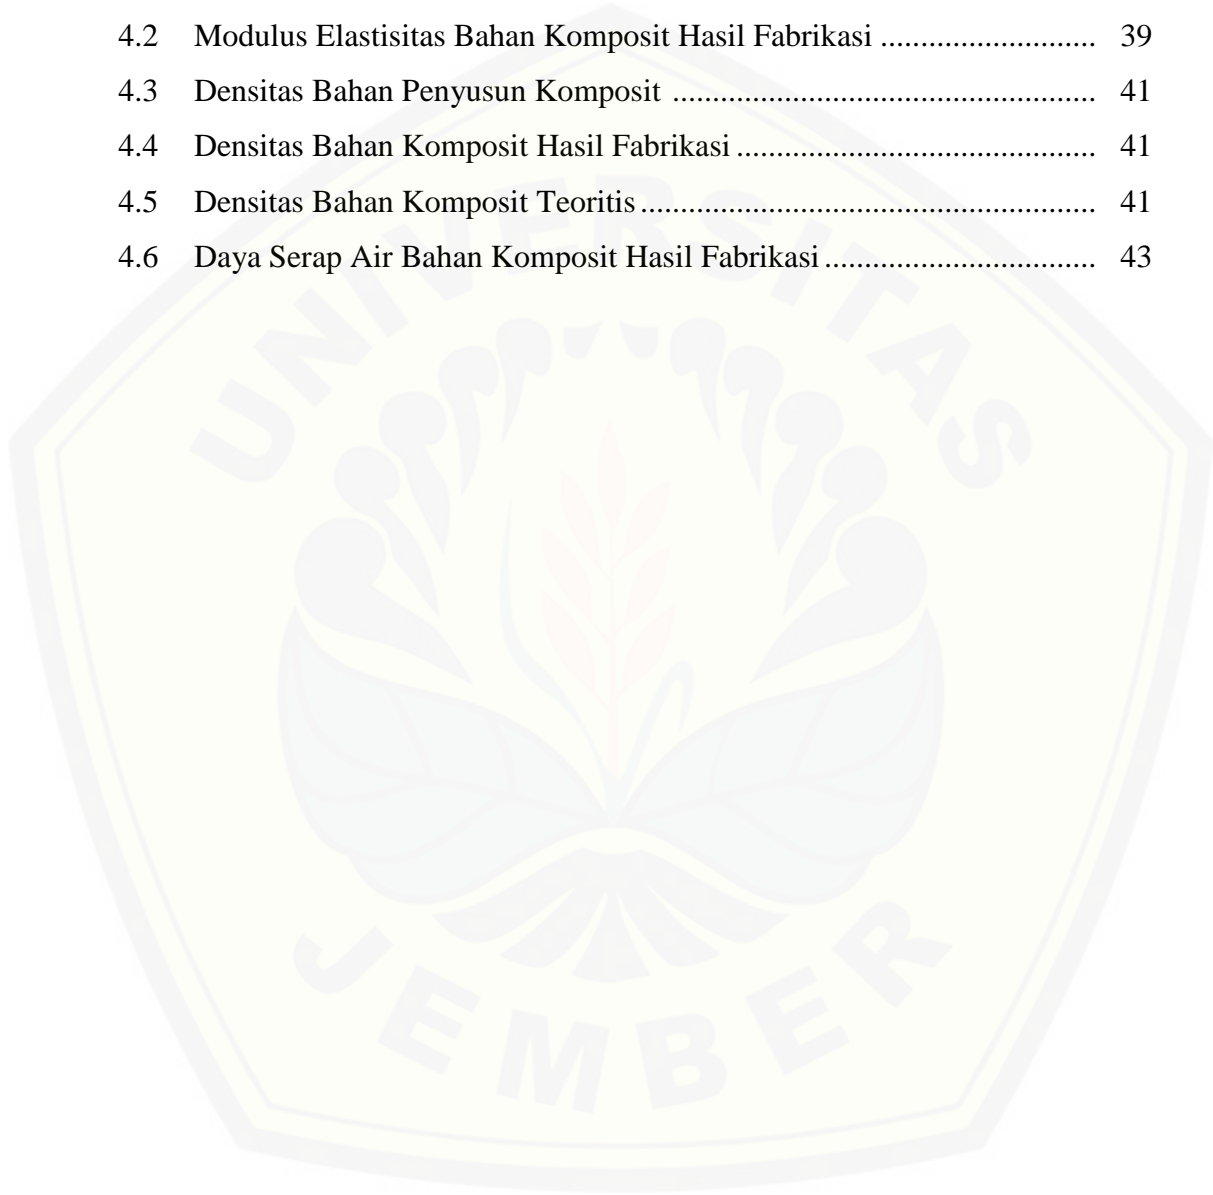 4.2 Modulus Elastisitas Bahan Komposit Hasil Fabrikasi ........................... 39
4.3 Densitas Bahan Penyusun Komposit .................................................... 41
4.4 Densitas Bahan Komposit Hasil Fabrikasi ............................................ 41
4.5 Densitas Bahan Komposit Teoritis ........................................................ 41
4.6 Daya Serap Air Bahan Komposit Hasil Fabrikasi ................................. 43
UNIVERSITAS
JEMBER